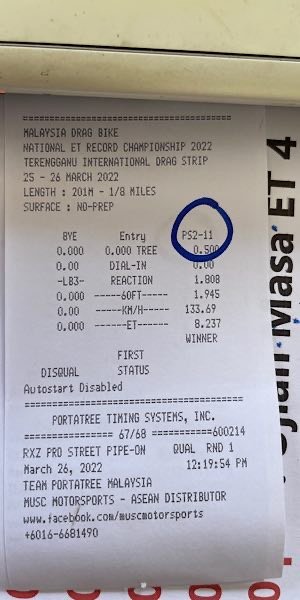 ===========================================
MALAYSIA DRAG BIKE
NATIONAL ET RECORD CHAMPIONSHIP 2022
TERENGGANU INTERNATIONAL DRAG STRIP
25 - 26 MARCH 2022
LENGTH : 201M - 1/8 MILES
SURFACE : NO-PREP
BYE Entry PS2-11
0.000 0.000 TREE 0.500
0.00 DIAL-IN 0.00
-LB3- REACTION 1.808
0.000 ------60FT------ 1.945
0.00 ------KM/H------ 133.69
0.000 -------ET------- 8.237
WINNER
FIRST
DISQUAL STATUS
Autostart Disabled
===========================================
PORTATREE TIMING SYSTEMS, INC.
================ 67/68 ===========600214
RXZ PRO STREET PIPE-ON QUAL RND 1
March 26, 2022 12:19:54 PM
TEAM PORTATREE MALAYSIA
MUSC MOTORSPORTS - ASEAN DISTRIBUTOR
www.facebook.com/muscmotorsports
+6016-6681490
Masa ET 4